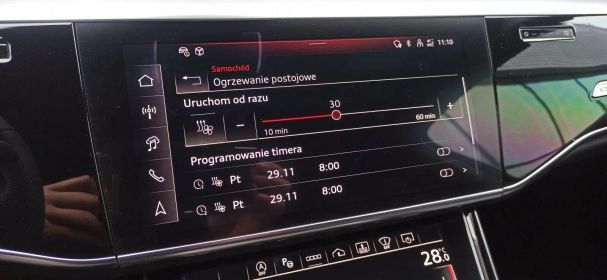 11:10
Samochód
Ogrzewanie postojowe
Uruchom od razu
30
− +
10 min 60 min
Programowanie timera
Pt 29.11 8:00
Pt 29.11 8:00
28.0°C